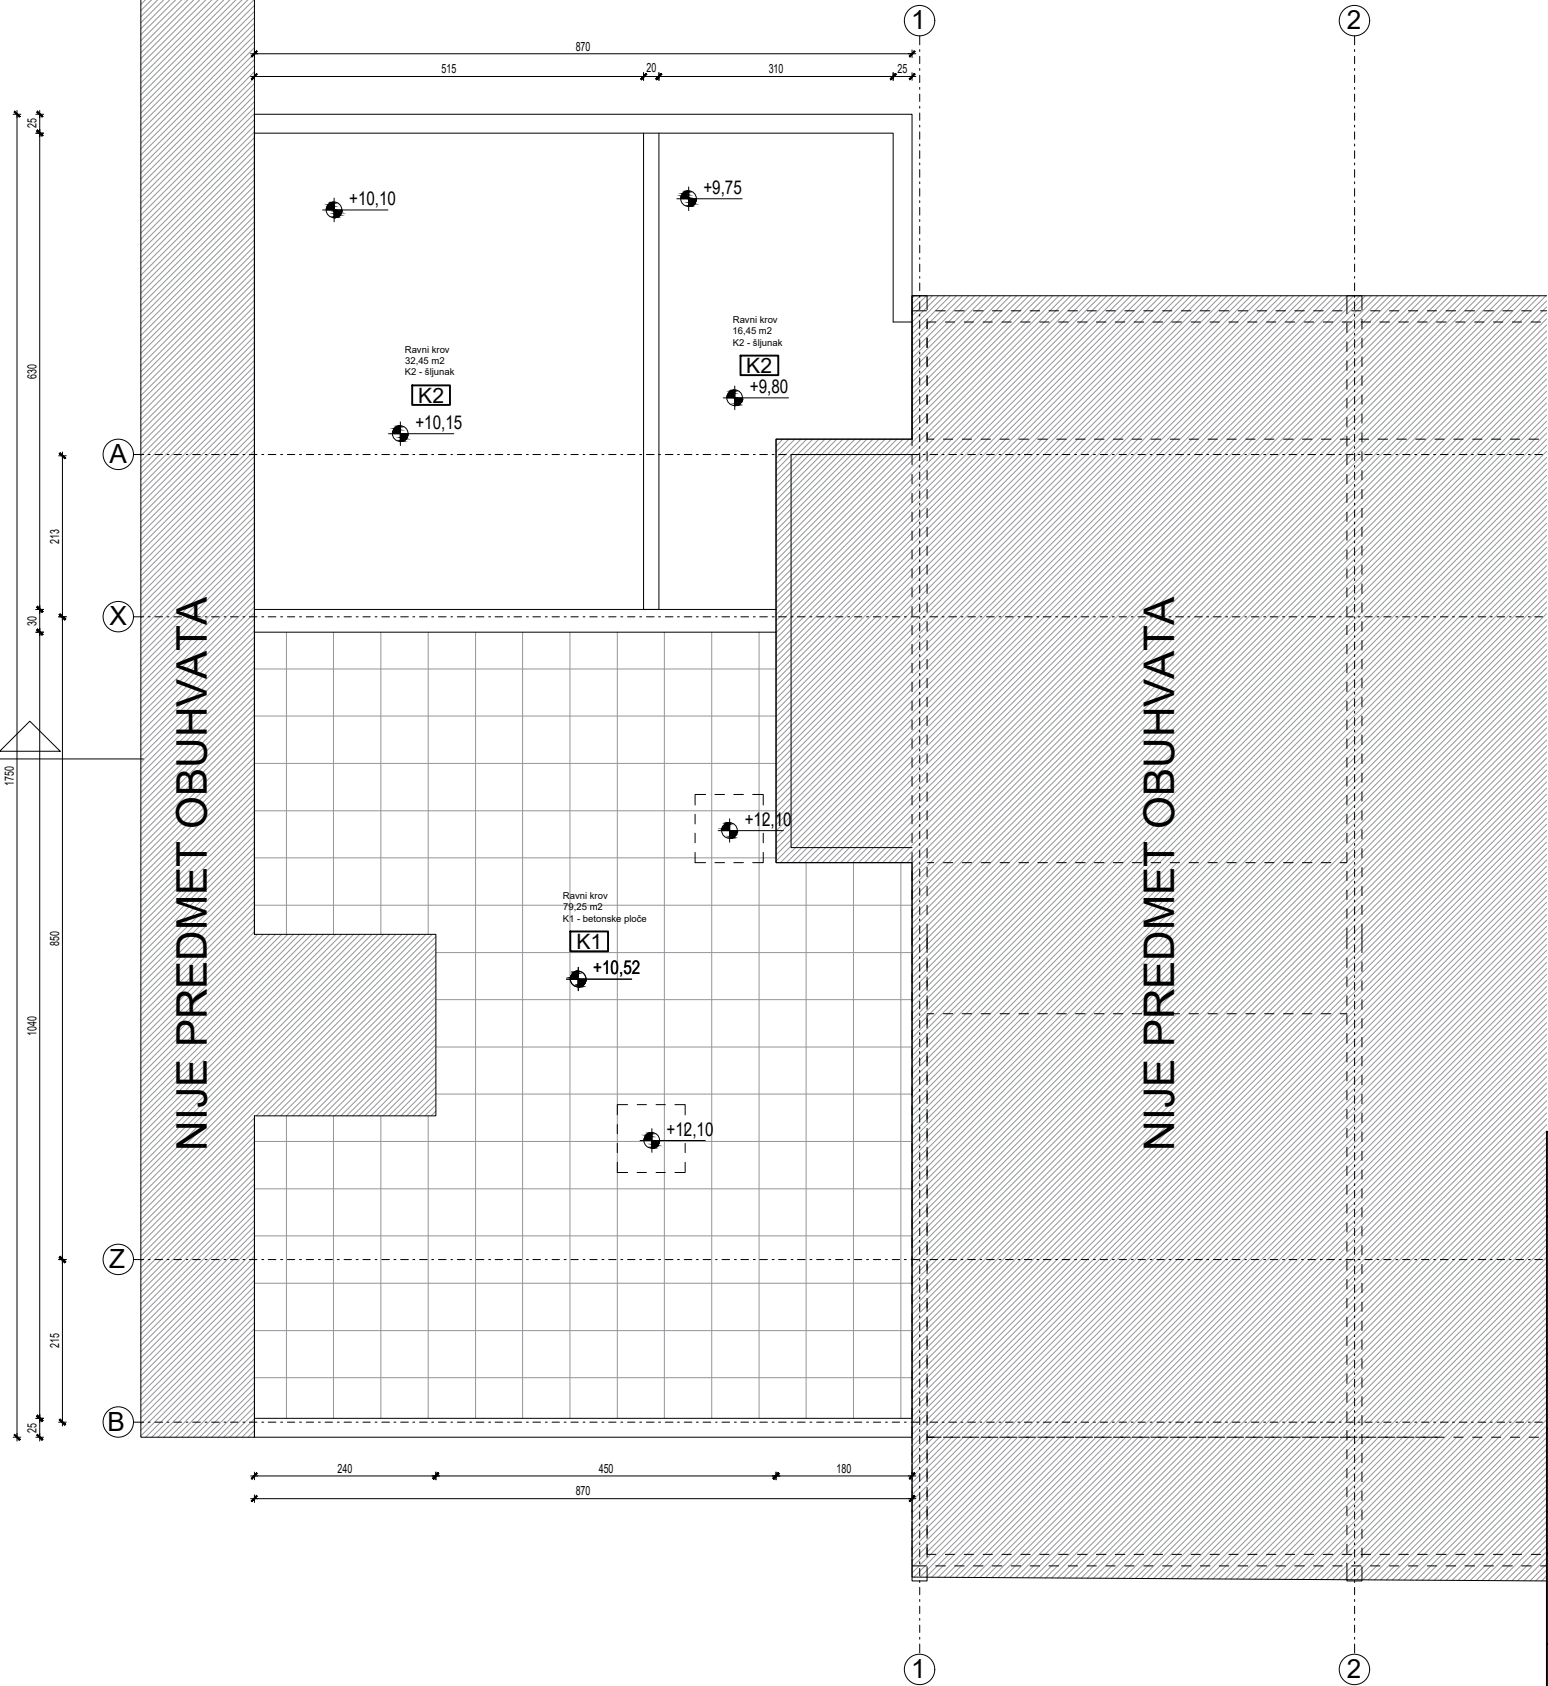 1
2
870
515
20
310
25
25
+10,10
+9,75
Ravni krov
16,45 m2
K2 - šljunak
K2
+9,80
Ravni krov
32,45 m2
K2 - šljunak
K2
+10,15
630
A
213
X
30
NIJE PREDMET OBUHVATA
NIJE PREDMET OBUHVATA
1750
+12,10
Ravni krov
79,25 m2
K1 - betonske ploče
K1
+10,52
850
1040
+12,10
Z
215
B
25
240
450
180
870
1
2